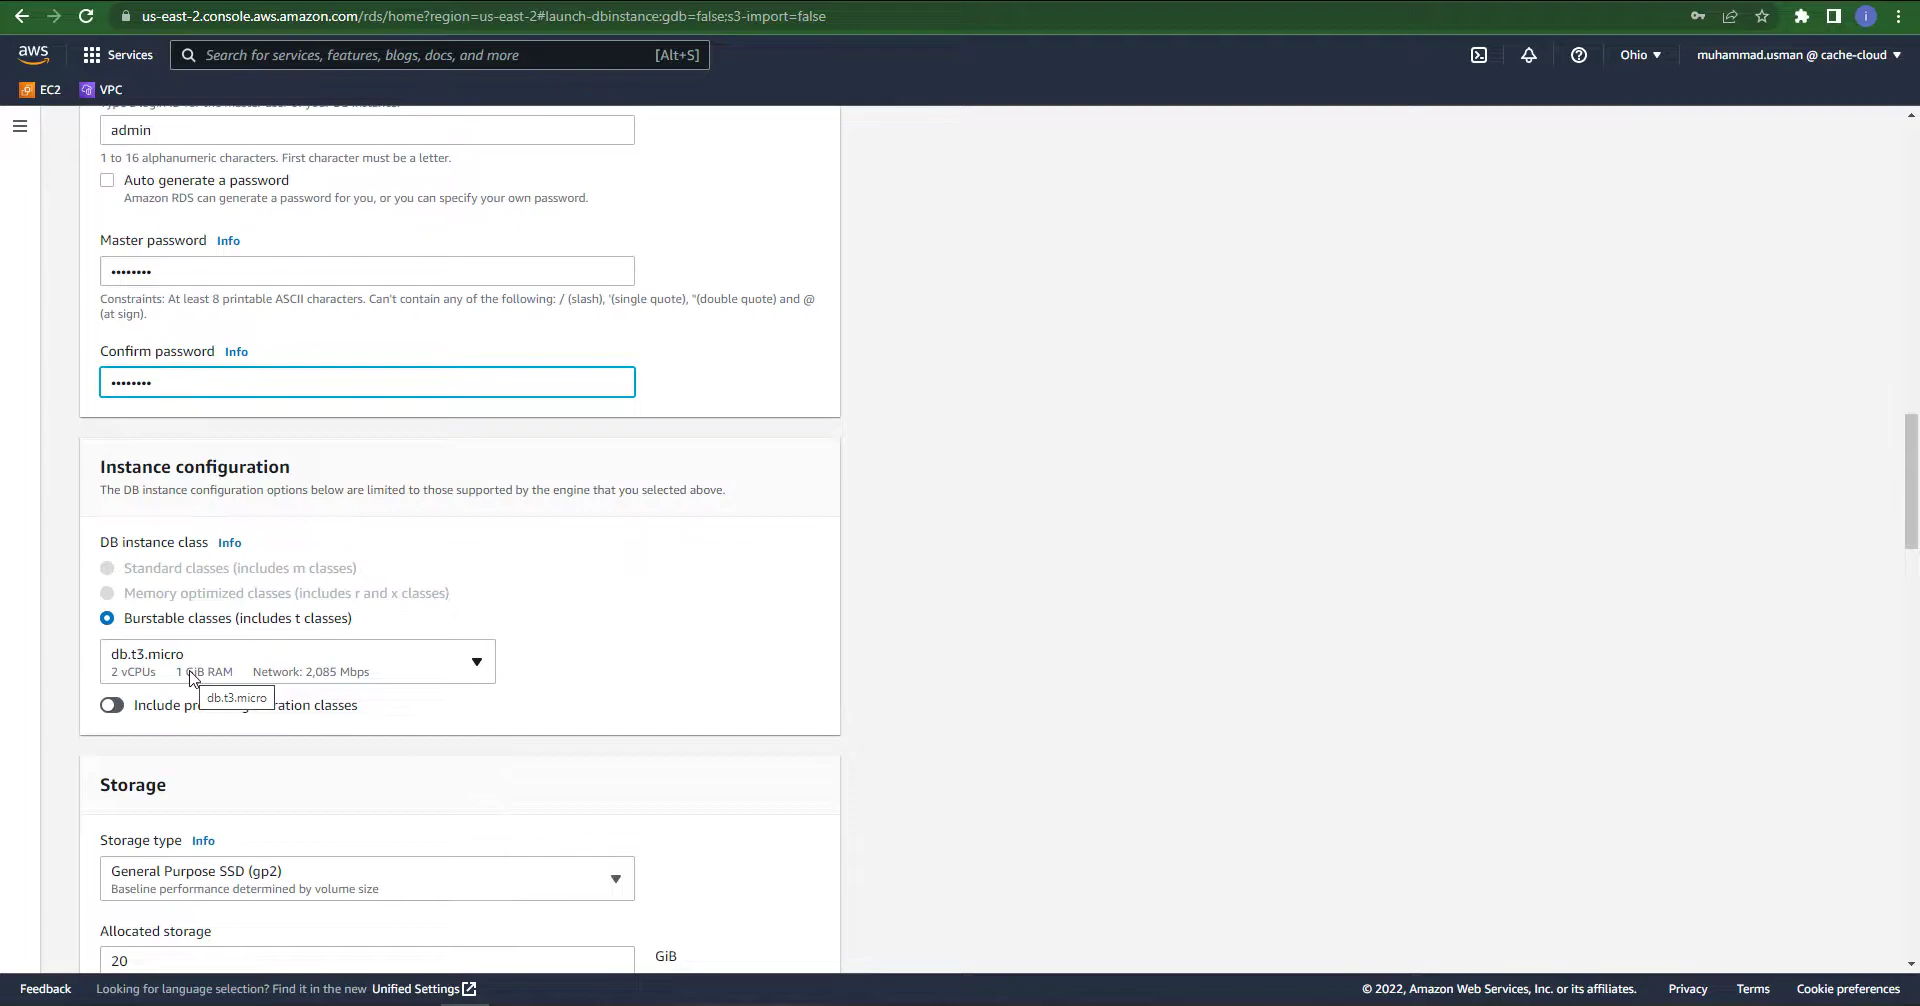 us-east-2.console.aws.amazon.com/rds/home?region=us-east-2#launch-dbinstance:gdb=false;s3-import=false
i
aws
Services
Search for services, features, blogs, docs, and more
[Alt+S]
Ohio
muhammad.usman @ cache-cloud
EC2
VPC
admin
1 to 16 alphanumeric characters. First character must be a letter.
Auto generate a password
Amazon RDS can generate a password for you, or you can specify your own password.
Master password Info
••••••••
Constraints: At least 8 printable ASCII characters. Can't contain any of the following: / (slash), '(single quote), "(double quote) and @
(at sign).
Confirm password Info
••••••••
Instance configuration
The DB instance configuration options below are limited to those supported by the engine that you selected above.
DB instance class Info
Standard classes (includes m classes)
Memory optimized classes (includes r and x classes)
Burstable classes (includes t classes)
db.t3.micro
2 vCPUs 1 GiB RAM Network: 2,085 Mbps
db.t3.micro
Include classes
Storage
Storage type Info
General Purpose SSD (gp2)
Baseline performance determined by volume size
Allocated storage
20
GiB
Feedback
Looking for language selection? Find it in the new Unified Settings
© 2022, Amazon Web Services, Inc. or its affiliates.
Privacy
Terms
Cookie preferences